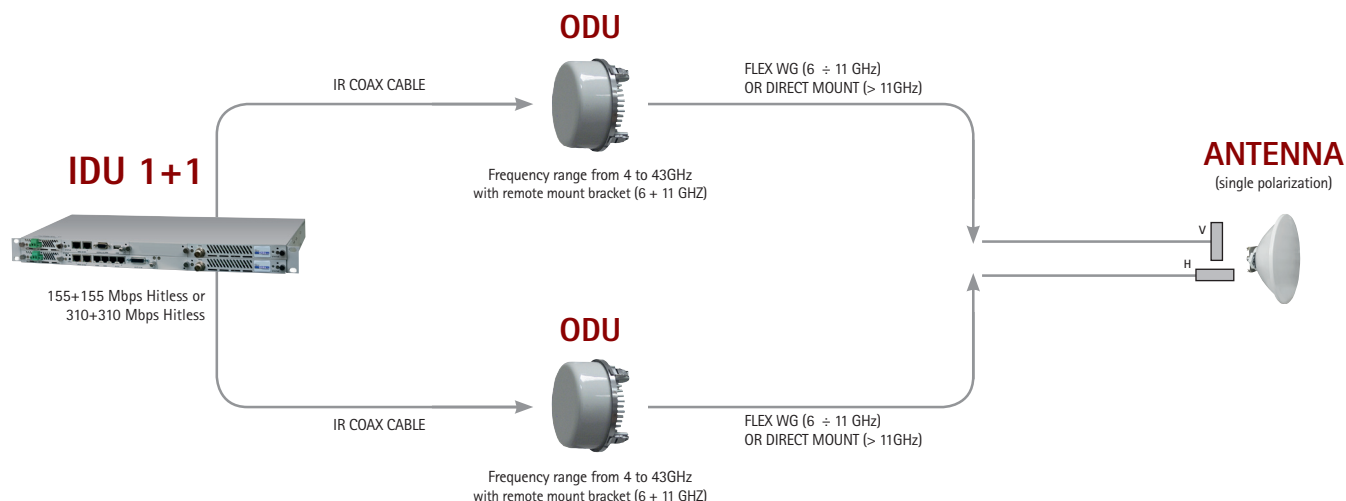 ODU
IR COAX CABLE
FLEX WG (6 ÷ 11 GHz)
OR DIRECT MOUNT (> 11GHz)
IDU 1+1
Frequency range from 4 to 43GHz
with remote mount bracket (6 + 11 GHZ)
ANTENNA
(single polarization)
V
H
155+155 Mbps Hitless or
310+310 Mbps Hitless
ODU
IR COAX CABLE
FLEX WG (6 ÷ 11 GHz)
OR DIRECT MOUNT (> 11GHz)
Frequency range from 4 to 43GHz
with remote mount bracket (6 + 11 GHZ)